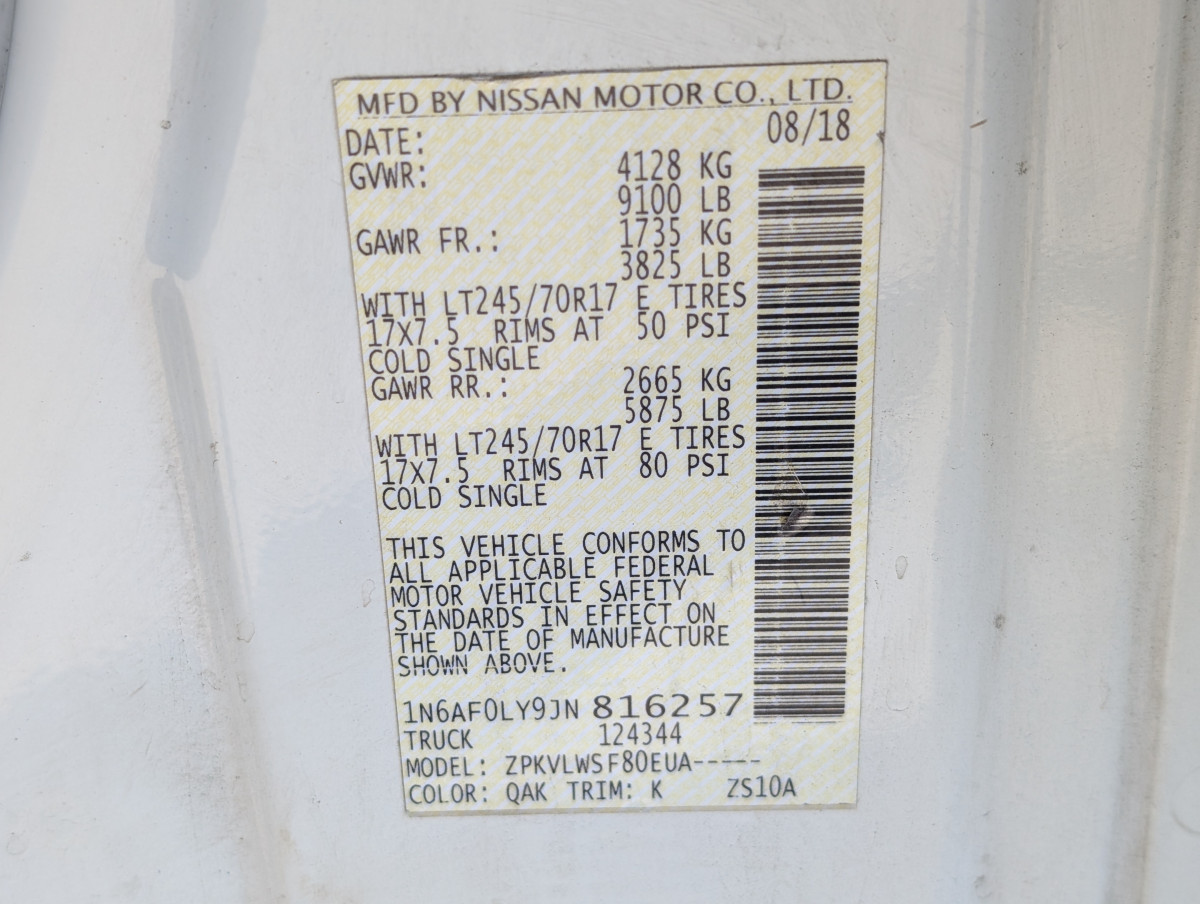 MFD BY NISSAN MOTOR CO., LTD.
DATE: 08/18
GVWR: 4128 KG
9100 LB
GAWR FR.: 1735 KG
3825 LB
WITH LT245/70R17 E TIRES
17X7.5 RIMS AT 50 PSI
COLD SINGLE
GAWR RR.: 2665 KG
5875 LB
WITH LT245/70R17 E TIRES
17X7.5 RIMS AT 80 PSI
COLD SINGLE
THIS VEHICLE CONFORMS TO
ALL APPLICABLE FEDERAL
MOTOR VEHICLE SAFETY
STANDARDS IN EFFECT ON
THE DATE OF MANUFACTURE
SHOWN ABOVE.
1N6AF0LY9JN 816257
TRUCK 124344
MODEL: ZPKVLWSF80EUA-----
COLOR: QAK TRIM: K ZS10A